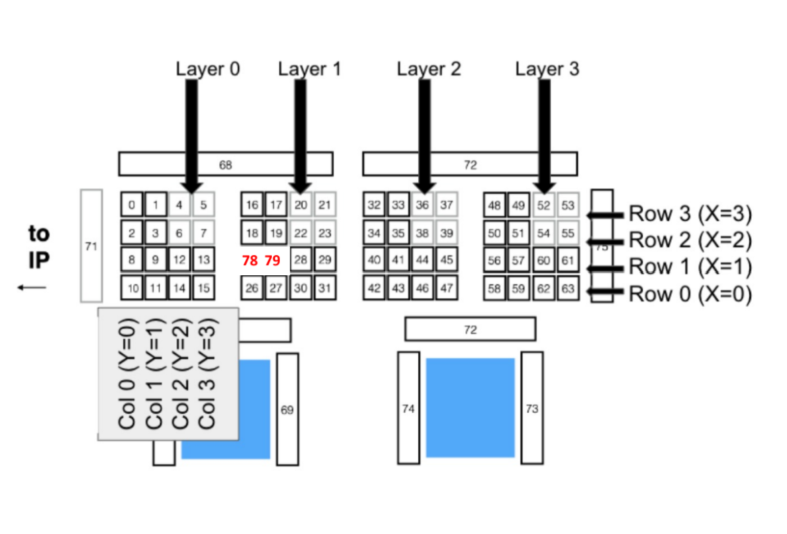 Layer 0 Layer 1 Layer 2 Layer 3
68 72
0 1 4 5 16 17 20 21 32 33 36 37 48 49 52 53
Row 3 (X=3)
2 3 6 7 18 19 22 23 34 35 38 39 50 51 54 55
Row 2 (X=2)
71
to
IP
75
8 9 12 13 78 79 28 29 40 41 44 45 56 57 60 61
Row 1 (X=1)
10 11 14 15 26 27 30 31 42 43 46 47 58 59 62 63
Row 0 (X=0)
Col 0 (Y=0)
Col 1 (Y=1)
Col 2 (Y=2)
Col 3 (Y=3)
72
69 74 73